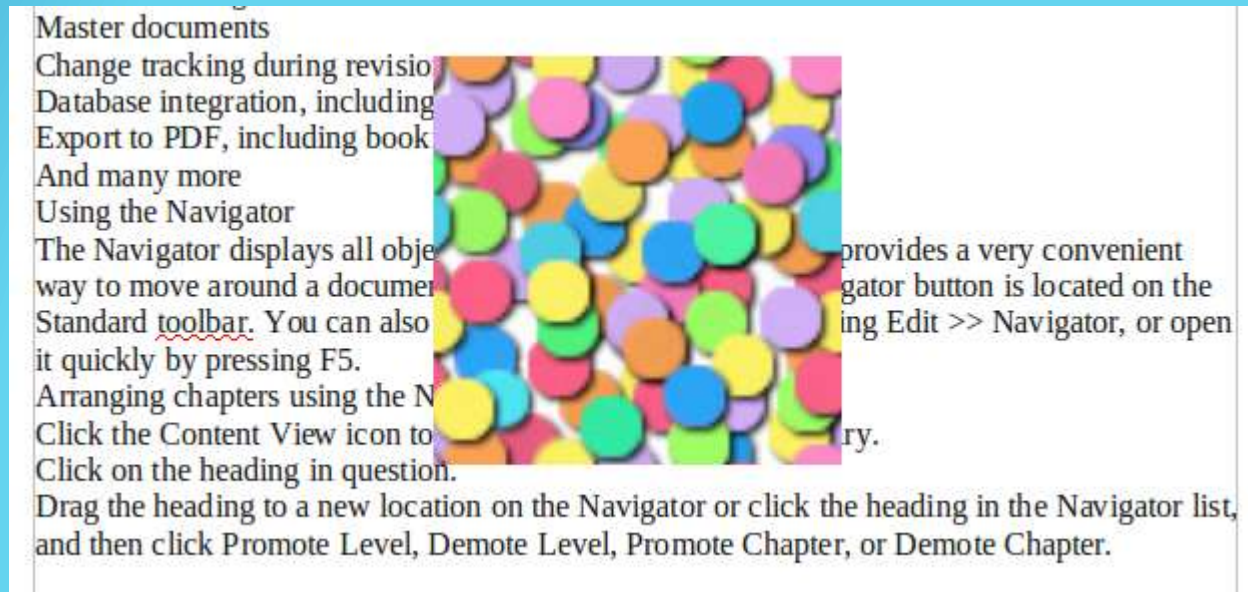 Master documents
Change tracking during revisio
Database integration, including
Export to PDF, including book
And many more
Using the Navigator
The Navigator displays all obje provides a very convenient
way to move around a documen gator button is located on the
Standard toolbar. You can also ing Edit >> Navigator, or open
it quickly by pressing F5.
Arranging chapters using the N
Click the Content View icon to ry.
Click on the heading in question.
Drag the heading to a new location on the Navigator or click the heading in the Navigator list,
and then click Promote Level, Demote Level, Promote Chapter, or Demote Chapter.